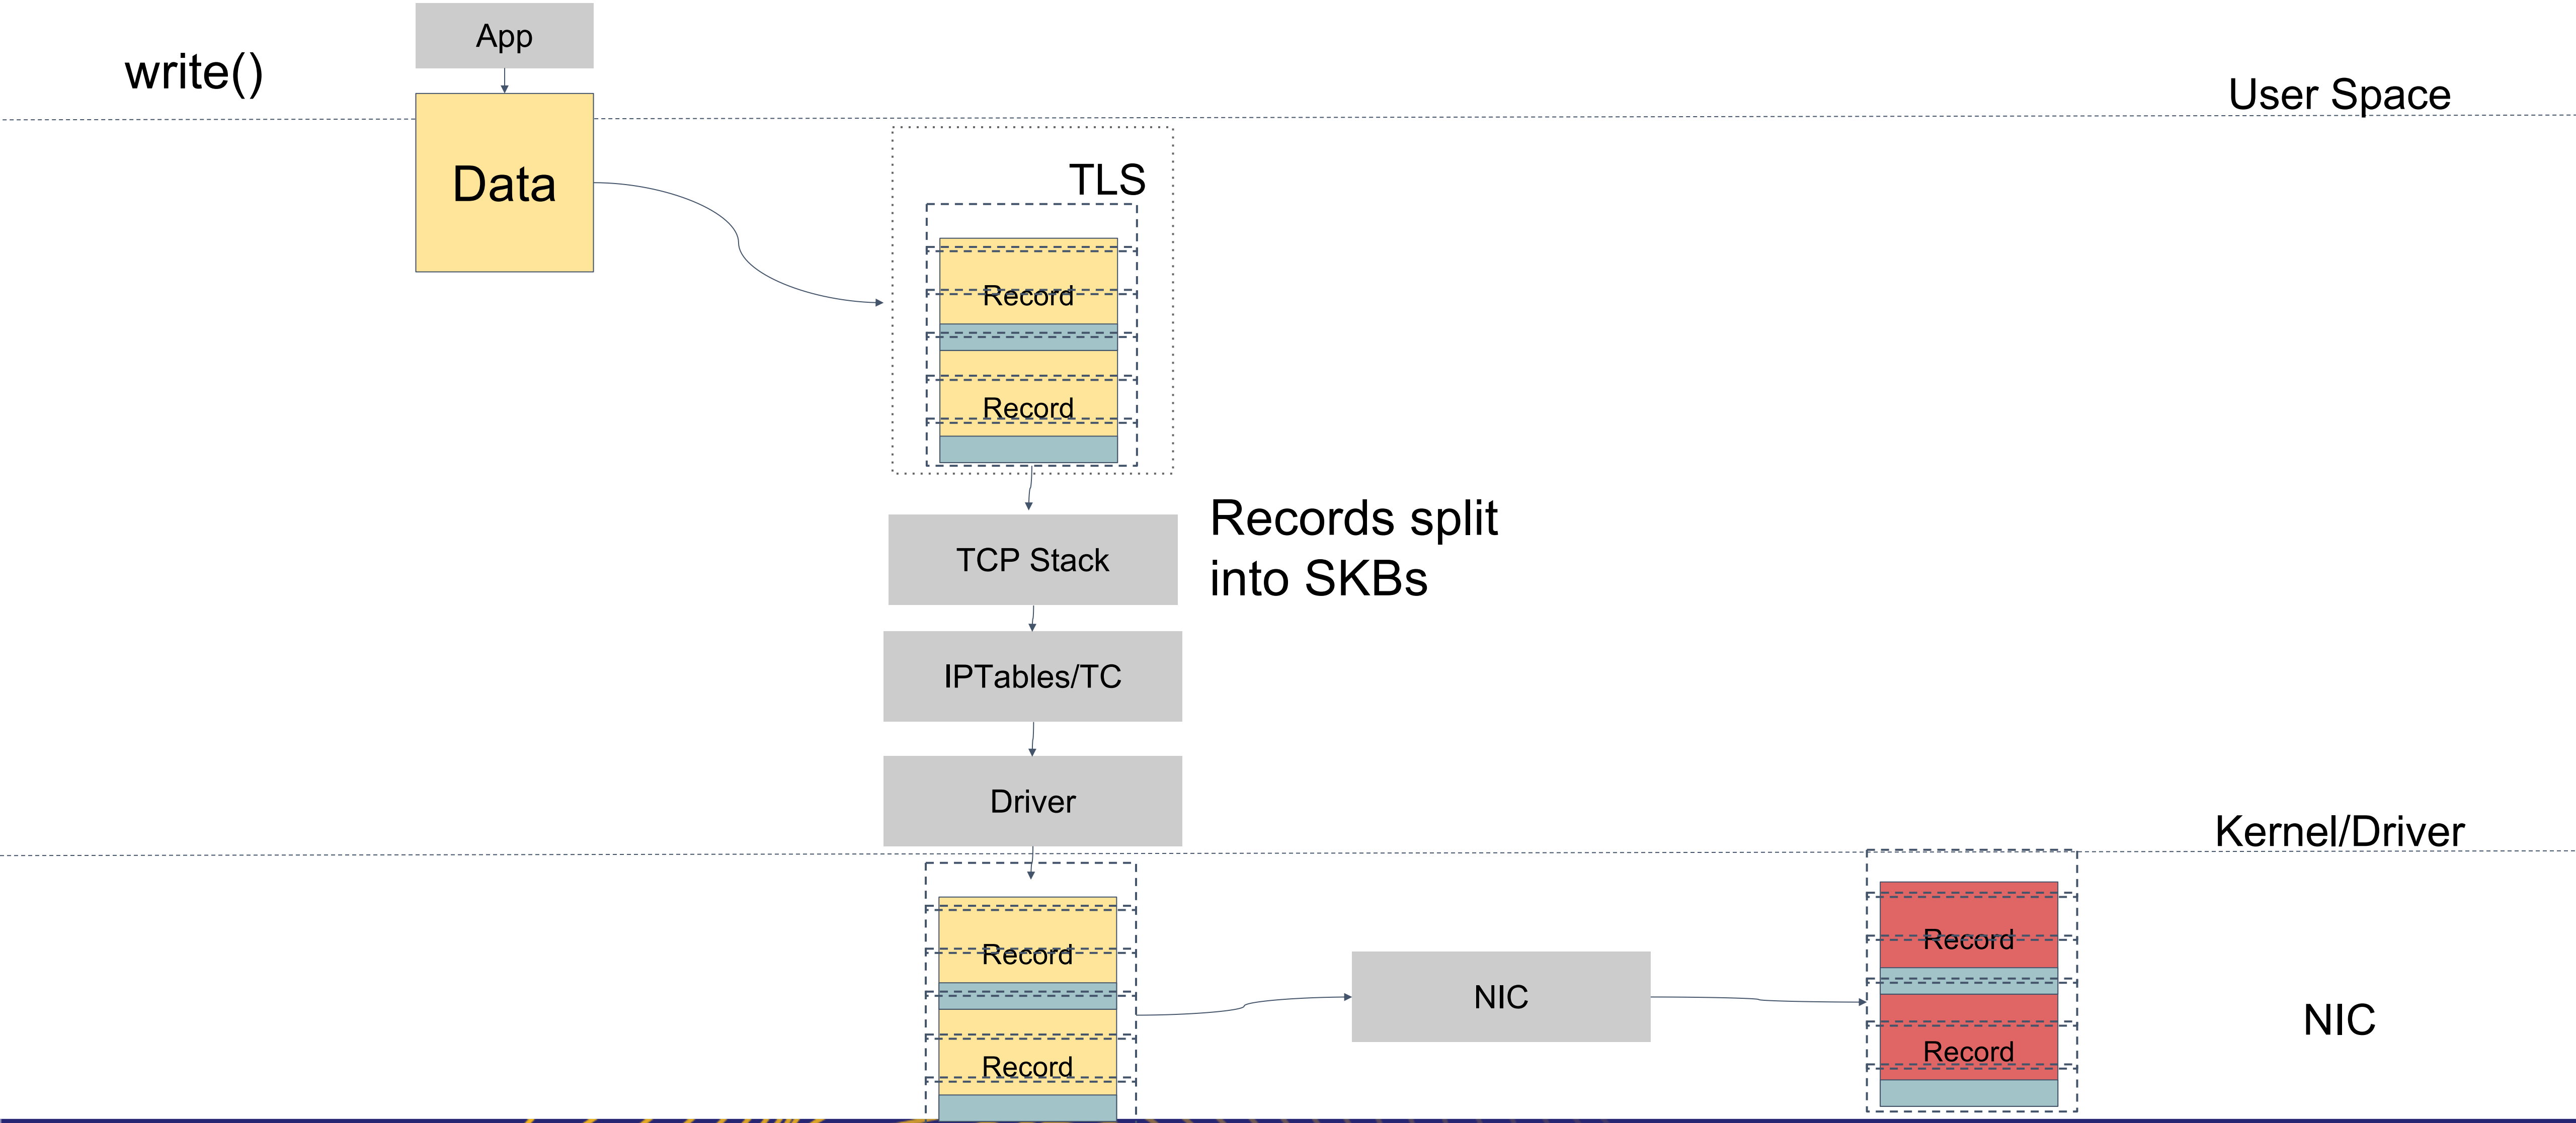 App
write()
User Space
Data
TLS
Record
Record
Records split
into SKBs
TCP Stack
IPTables/TC
Driver
Kernel/Driver
Record
Record
NIC
Record
Record
NIC